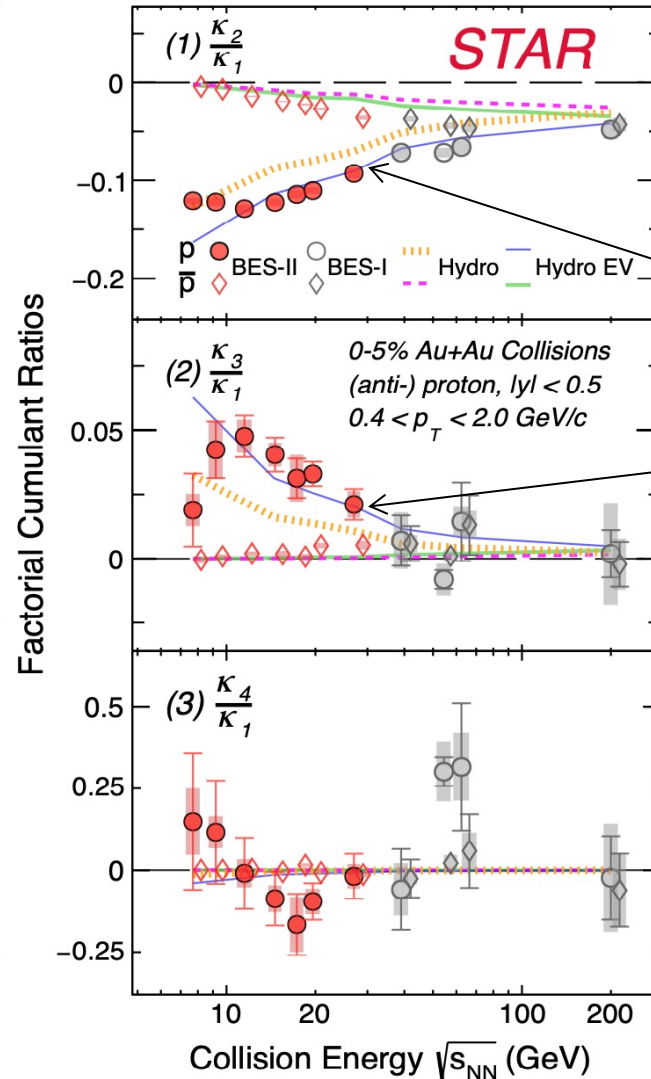 (1) κ2/κ1
STAR
0
−0.1
−0.2
p
p̅
BES-II
BES-I
Hydro
Hydro EV
Factorial Cumulant Ratios
(2) κ3/κ1
0-5% Au+Au Collisions
(anti-) proton, |y| < 0.5
0.4 < pT < 2.0 GeV/c
0.05
0
(3) κ4/κ1
0.5
0.25
0
−0.25
10 20 100 200
Collision Energy √sNN (GeV)